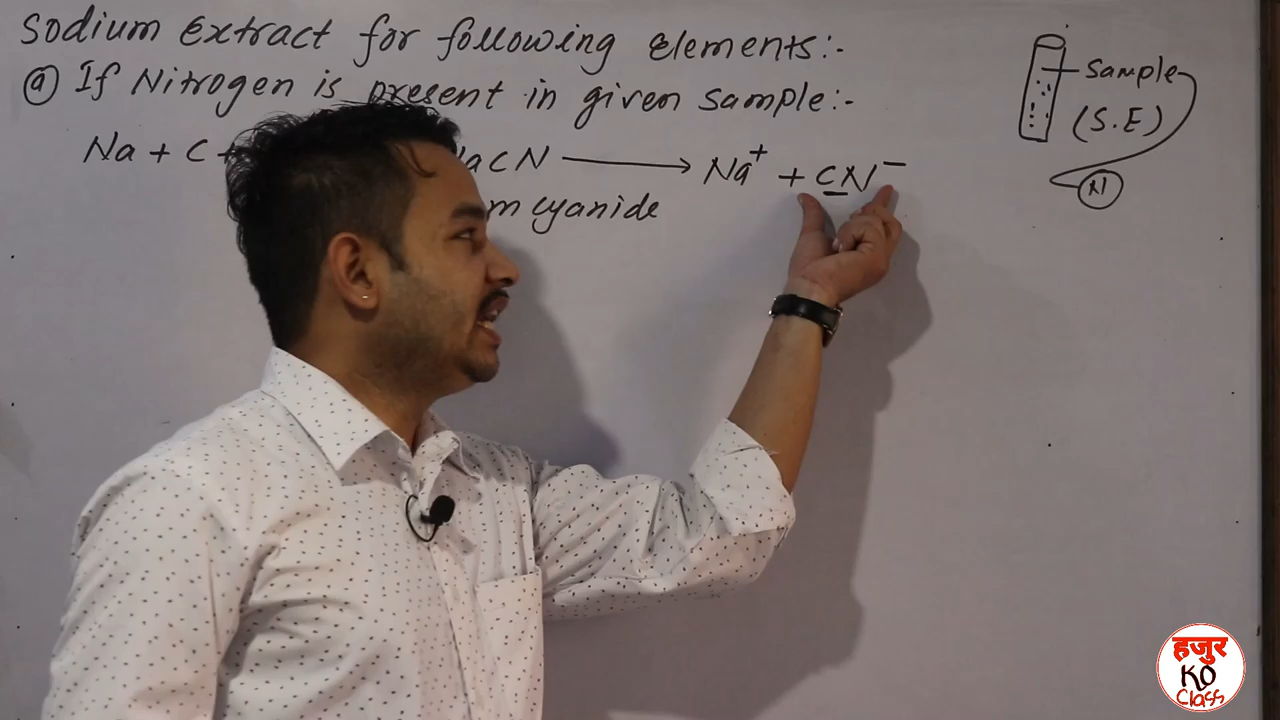 Sodium Extract for following Elements:-
(a) If Nitrogen is present in given sample:-
Na + C + aCN → Na⁺ + CN⁻
m cyanide
Sample
(S.E)
N
हजुर
KO
Class